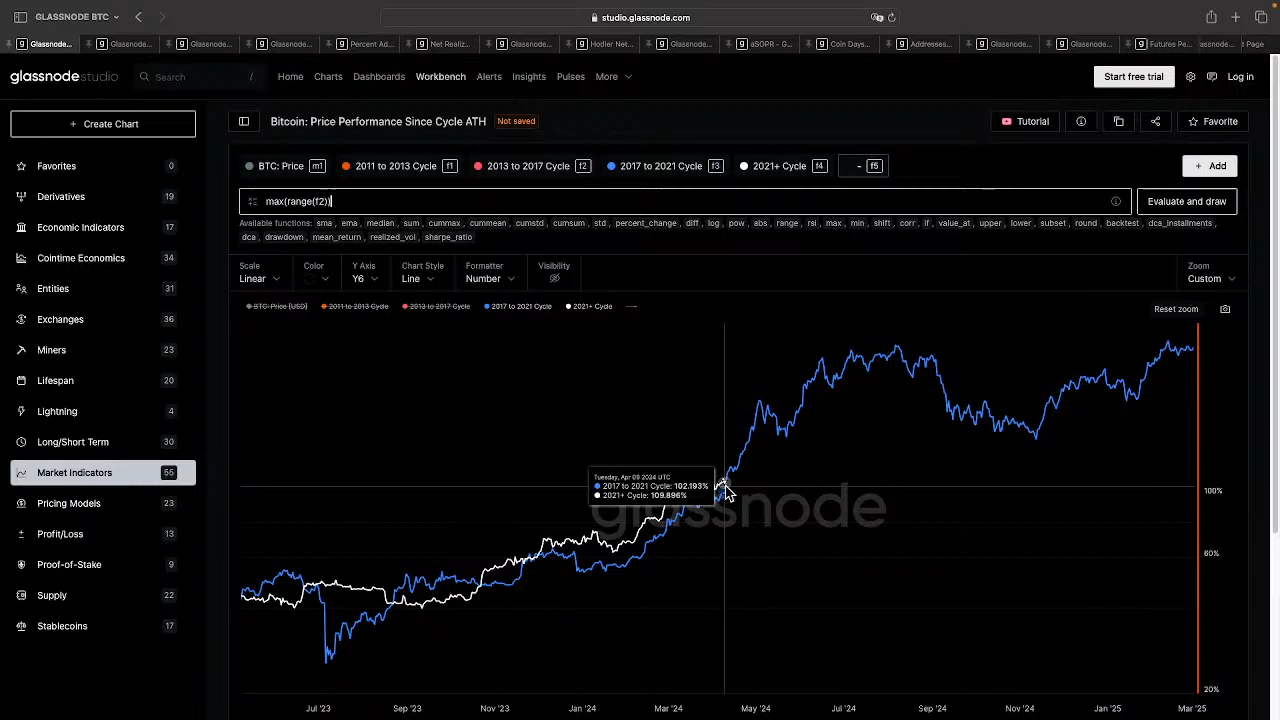 GLASSNODE BTC
studio.glassnode.com
Glassnode... Glassnode... Glassnode... Glassnode... Percent Ad... Net Realiz... Glassnode... Hodler Net... Glassnode... aSOPR - G... Coin Days... Addresses... Glassnode... Glassnode... Futures Pe... assnode... t Page
glassnodestudio Search / Home Charts Dashboards Workbench Alerts Insights Pulses More Start free trial Log in
+ Create Chart
Favorites 0
Derivatives 19
Economic Indicators 17
Cointime Economics 34
Entities 31
Exchanges 36
Miners 23
Lifespan 20
Lightning 4
Long/Short Term 30
Market Indicators 55
Pricing Models 23
Profit/Loss 13
Proof-of-Stake 9
Supply 22
Stablecoins 17
Bitcoin: Price Performance Since Cycle ATH Not saved Tutorial Favorite
BTC: Price m1 2011 to 2013 Cycle f1 2013 to 2017 Cycle f2 2017 to 2021 Cycle f3 2021+ Cycle f4 - f5 + Add
max(range(f2)) Evaluate and draw
Available functions: sma , ema , median , sum , cummax , cummean , cumstd , cumsum , std , percent_change , diff , log , pow , abs , range , rsi , max , min , shift , corr , if , value_at , upper , lower , subset , round , backtest , dca_installments ,
dca , drawdown , mean_return , realized_vol , sharpe_ratio
Scale Color Y Axis Chart Style Formatter Visibility Zoom
Linear Y6 Line Number Custom
BTC: Price [USD] 2011 to 2013 Cycle 2013 to 2017 Cycle 2017 to 2021 Cycle 2021+ Cycle Reset zoom
Tuesday, Apr 09 2024 UTC
2017 to 2021 Cycle: 102.193%
2021+ Cycle: 109.896%
glassnode
100%
60%
20%
Jul '23 Sep '23 Nov '23 Jan '24 Mar '24 May '24 Jul '24 Sep '24 Nov '24 Jan '25 Mar '25